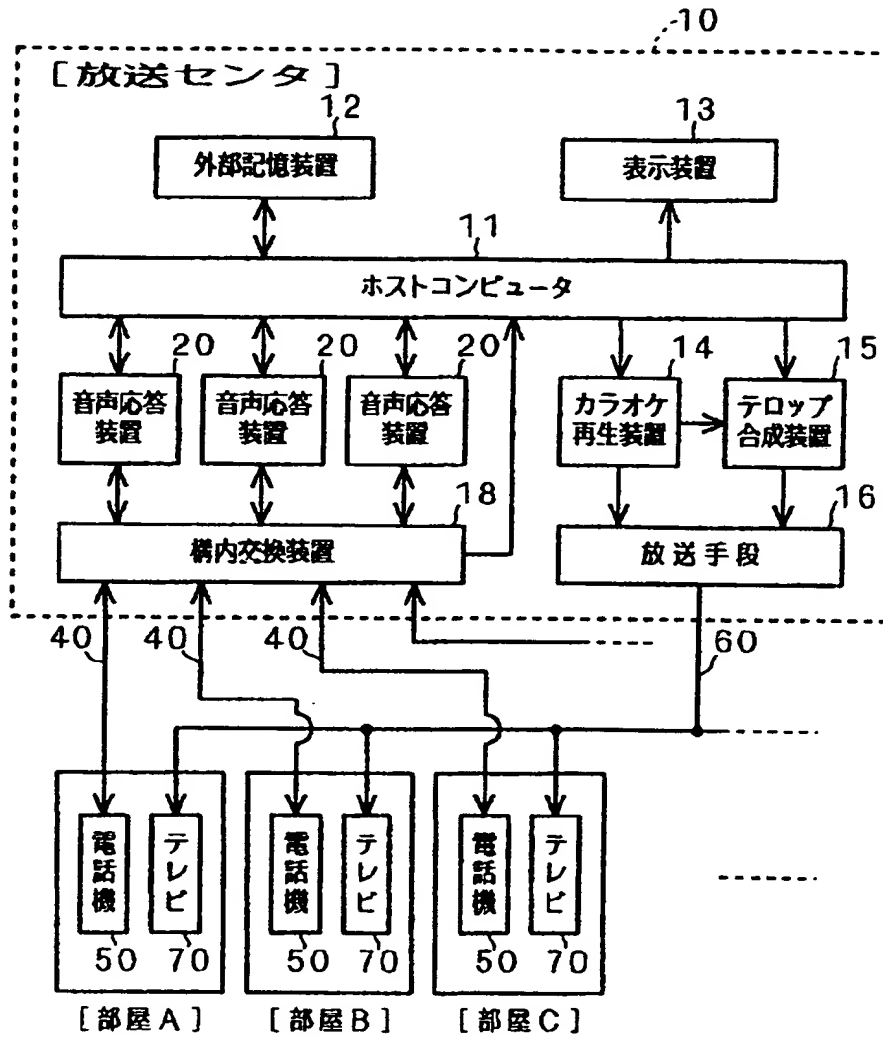 10
[放送センタ]
12
13
外部記憶装置
表示装置
11
ホストコンピュータ
20
20
20
14
15
音声応答
装置
音声応答
装置
音声応答
装置
カラオケ
再生装置
テロップ
合成装置
18
16
構内交換装置
放送手段
40
40
40
60
電話機
テレビ
電話機
テレビ
電話機
テレビ
50
70
50
70
50
70
[部屋A]
[部屋B]
[部屋C]